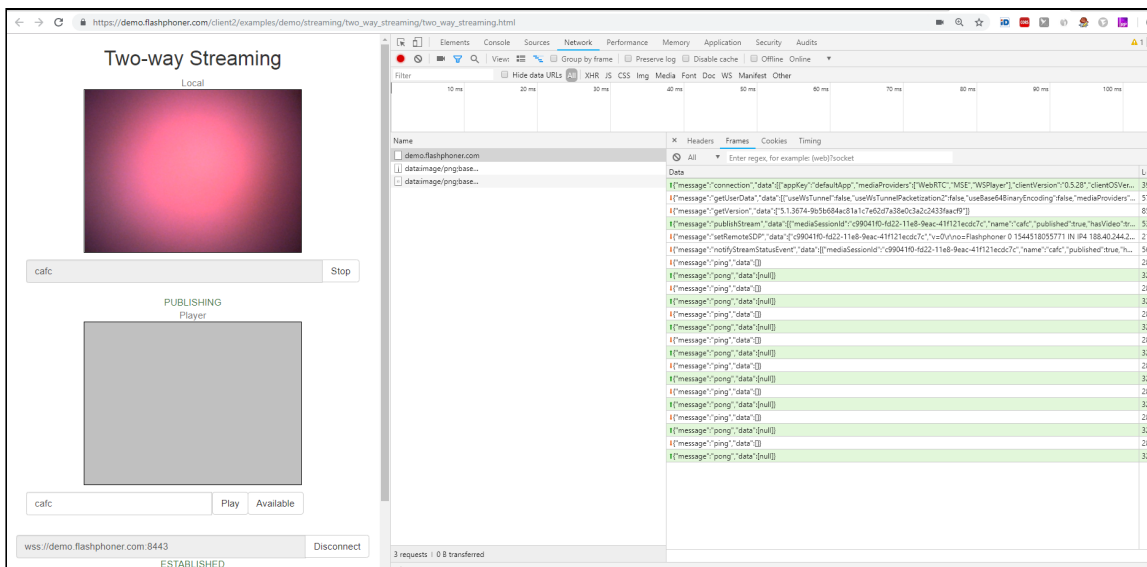 https://demo.flashphoner.com/client2/examples/demo/streaming/two_way_streaming/two_way_streaming.html
Two-way Streaming
Local
cafc
Stop
PUBLISHING
Player
cafc
Play
Available
wss://demo.flashphoner.com:8443
Disconnect
ESTABLISHED
Elements Console Sources Network Performance Memory Application Security Audits
1
View: Group by frame Preserve log Disable cache Offline Online
Filter
Hide data URLs All XHR JS CSS Img Media Font Doc WS Manifest Other
10 ms 20 ms 30 ms 40 ms 50 ms 60 ms 70 ms 80 ms 90 ms 100 ms
Name
demo.flashphoner.com
data:image/png;base...
data:image/png;base...
3 requests | 0 B transferred
× Headers Frames Cookies Timing
All Enter regex, for example: (web)?socket
Data
{"message":"connection","data":[{"appKey":"defaultApp","mediaProviders":["WebRTC","MSE","WSPlayer"],"clientVersion":"0.5.28","clientOSVer...
{"message":"getUserData","data":[{"useWsTunnel":false,"useWsTunnelPacketization2":false,"useBase64BinaryEncoding":false,"mediaProviders"...
{"message":"getVersion","data":["5.1.3674-9b5b684ac81a1c7e62d7a38e0c3a2c2433faacf9"]}
{"message":"publishStream","data":[{"mediaSessionId":"c99041f0-fd22-11e8-9eac-41f121ecdc7c","name":"cafc","published":true,"hasVideo":tr...
{"message":"setRemoteSDP","data":["c99041f0-fd22-11e8-9eac-41f121ecdc7c","v=0\r\no=Flashphoner 0 1544518055771 IN IP4 188.40.244.2...
{"message":"notifyStreamStatusEvent","data":[{"mediaSessionId":"c99041f0-fd22-11e8-9eac-41f121ecdc7c","name":"cafc","published":true,"h...
{"message":"ping","data":[]}
{"message":"pong","data":[null]}
{"message":"pong","data":[null]}
{"message":"ping","data":[]}
{"message":"pong","data":[null]}
{"message":"ping","data":[]}
{"message":"pong","data":[null]}
{"message":"ping","data":[]}
{"message":"pong","data":[null]}
{"message":"ping","data":[]}
{"message":"pong","data":[null]}
{"message":"ping","data":[]}
{"message":"pong","data":[null]}
{"message":"ping","data":[]}
{"message":"pong","data":[null]}